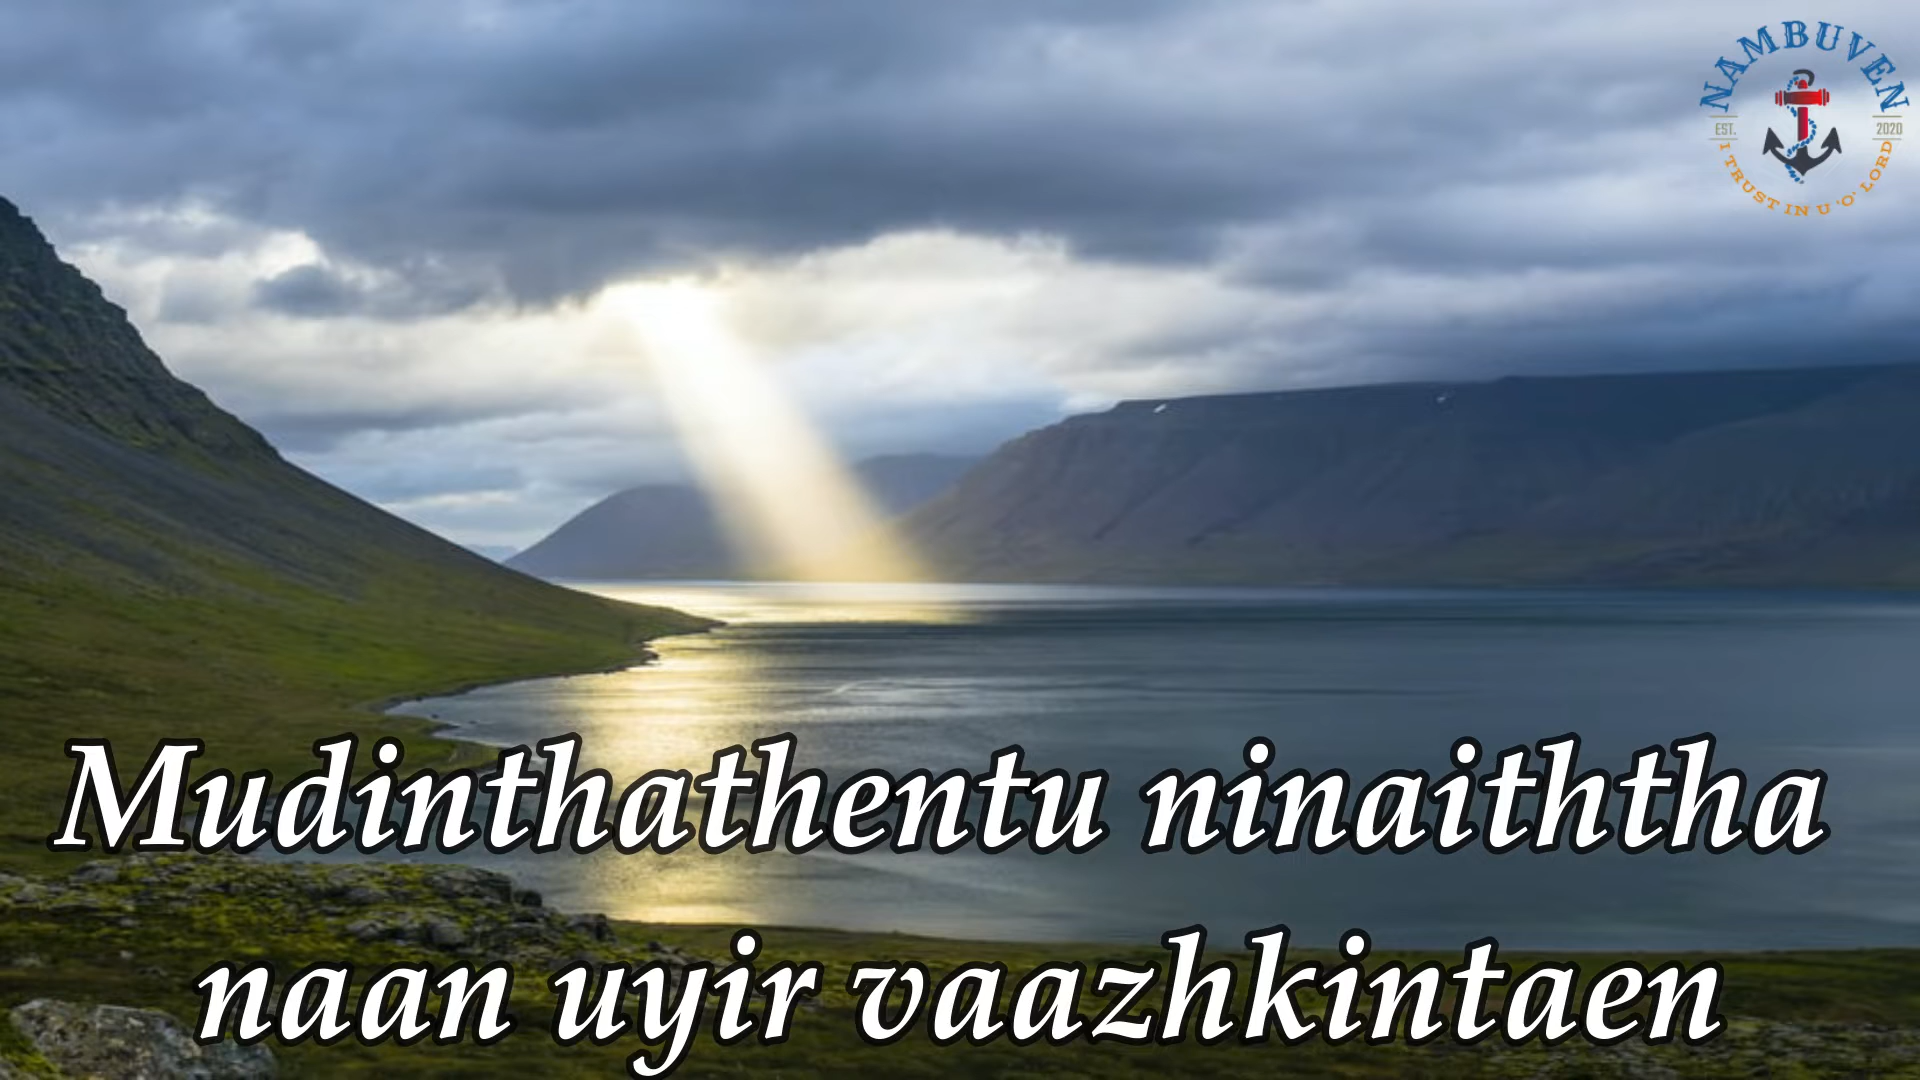 NAMBUVEN
EST. 2020
I TRUST IN U 'O' LORD
Mudinthathentu ninaiththa
naan uyir vaazhkintaen